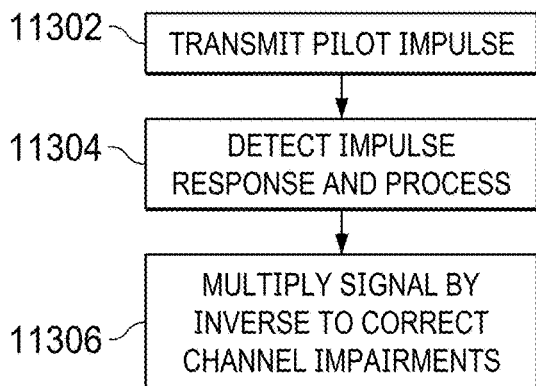 11302
TRANSMIT PILOT IMPULSE
11304
DETECT IMPULSE
RESPONSE AND PROCESS
11306
MULTIPLY SIGNAL BY
INVERSE TO CORRECT
CHANNEL IMPAIRMENTS